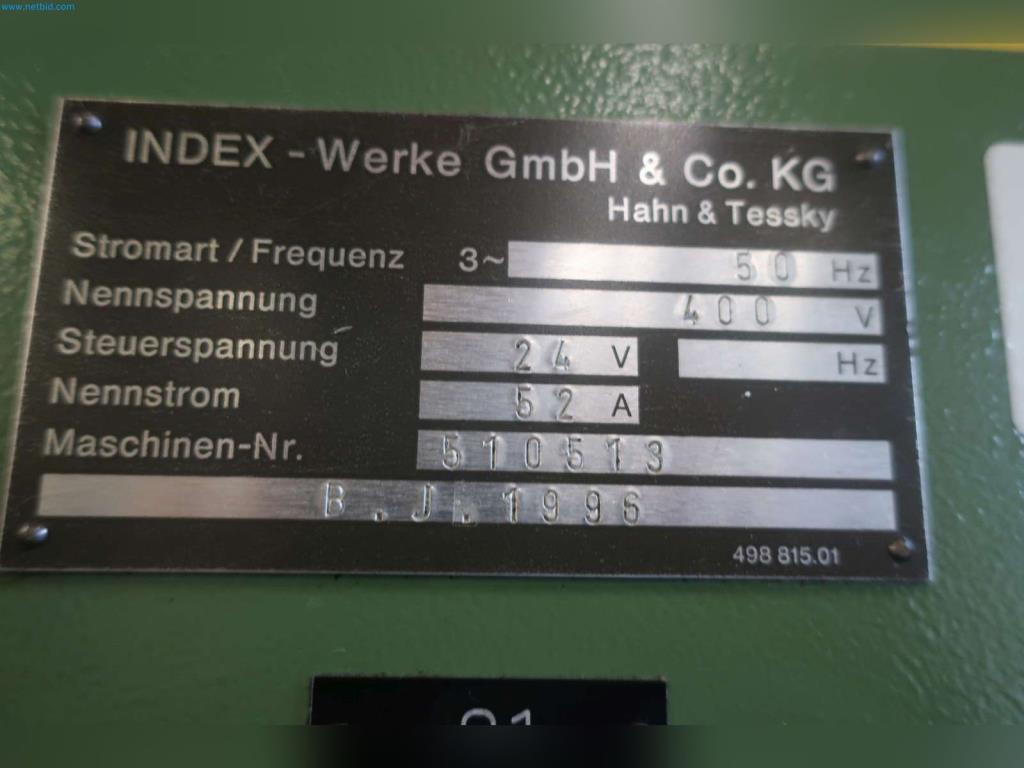 www.netbid.com
INDEX - Werke GmbH & Co. KG
Hahn & Tessky
Stromart / Frequenz 3~ 50 Hz
Nennspannung 400 V
Steuerspannung 24 V Hz
Nennstrom 52 A
Maschinen-Nr. 510513
B.J.1996
498 815.01